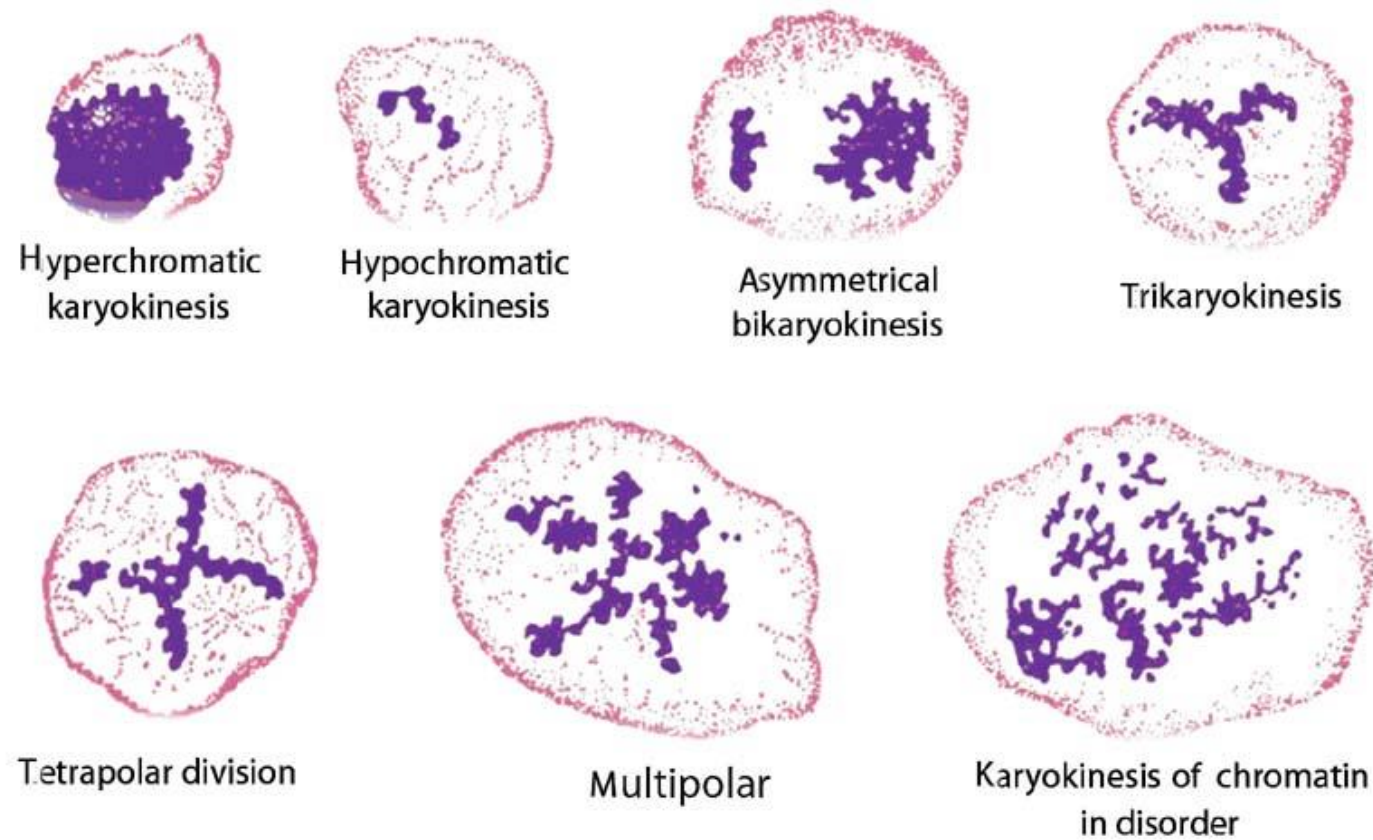 Hyperchromatic
karyokinesis
Hypochromatic
karyokinesis
Asymmetrical
bikaryokinesis
Trikaryokinesis
Tetrapolar division
Multipolar
Karyokinesis of chromatin
in disorder